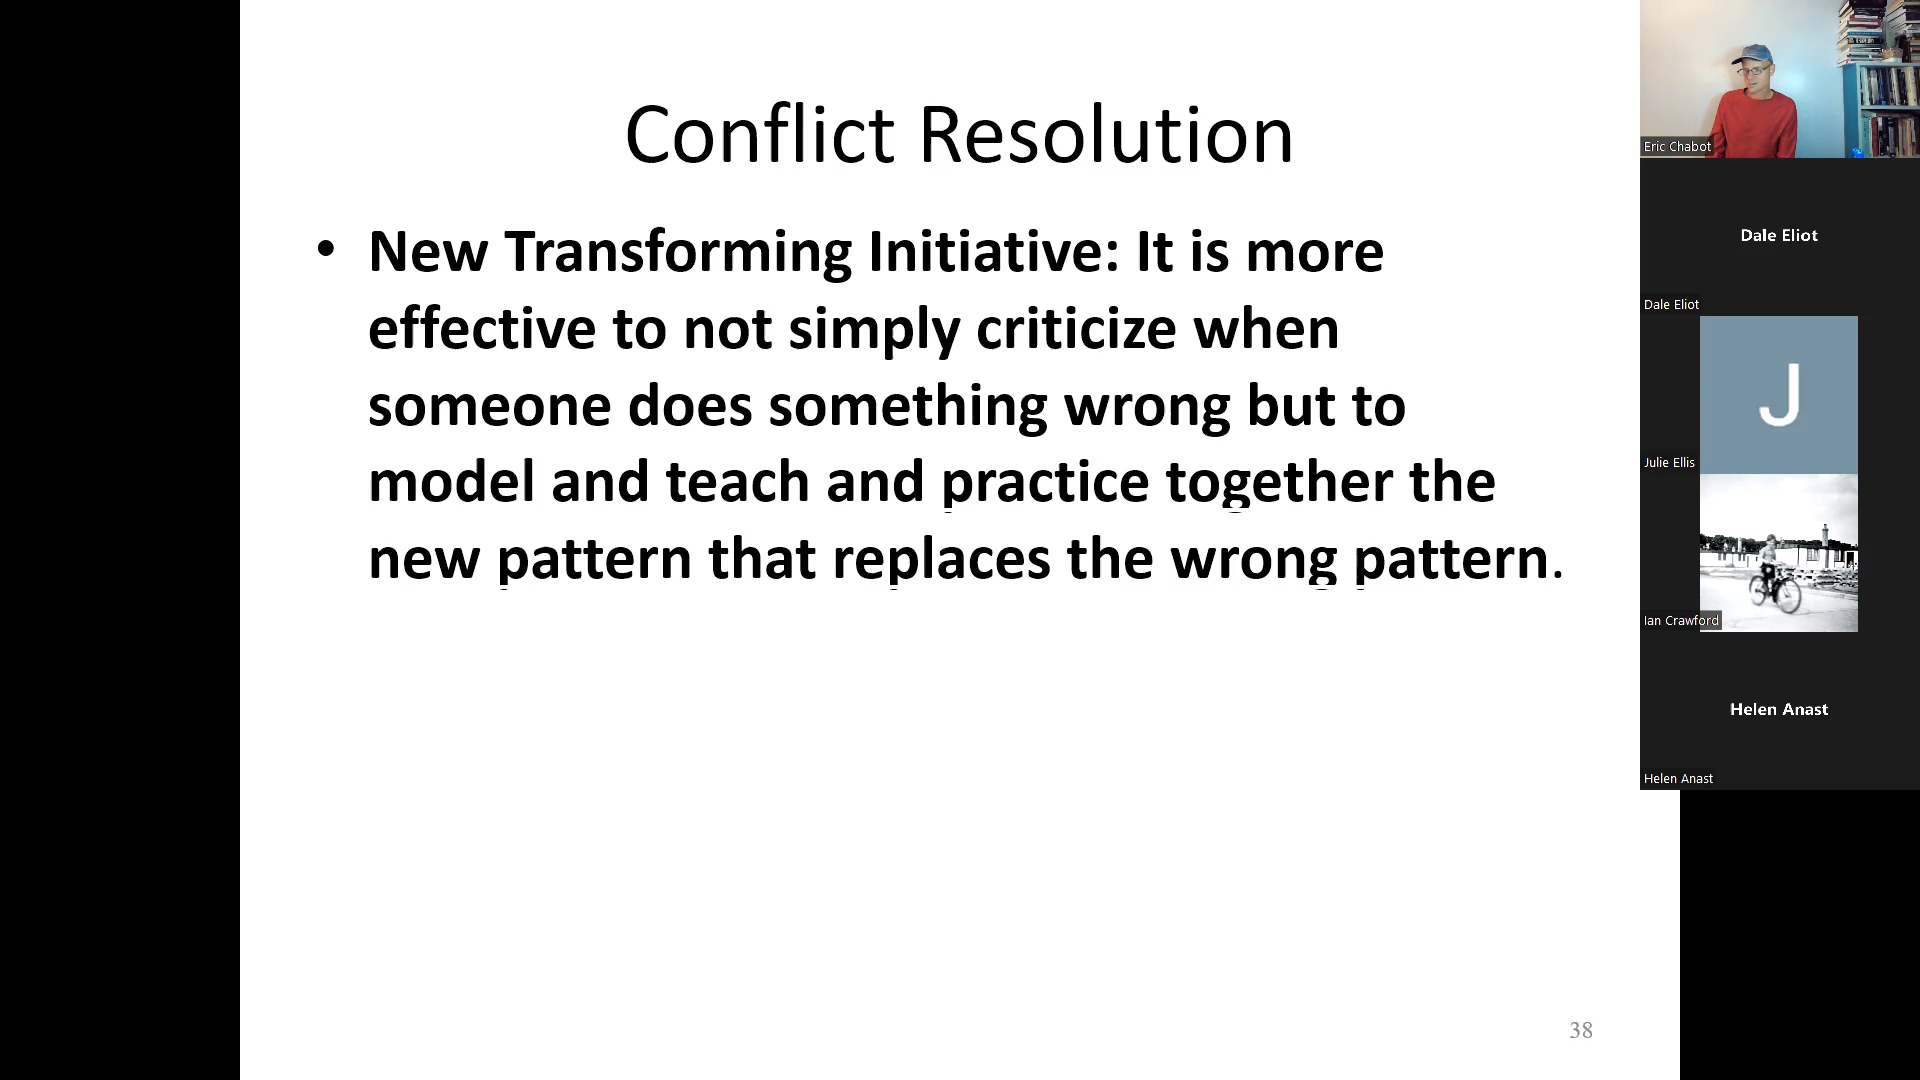 Conflict Resolution
• New Transforming Initiative: It is more
effective to not simply criticize when
someone does something wrong but to
model and teach and practice together the
new pattern that replaces the wrong pattern.
38
Eric Chabot
Dale Eliot
Dale Eliot
J
Julie Ellis
Ian Crawford
Helen Anast
Helen Anast